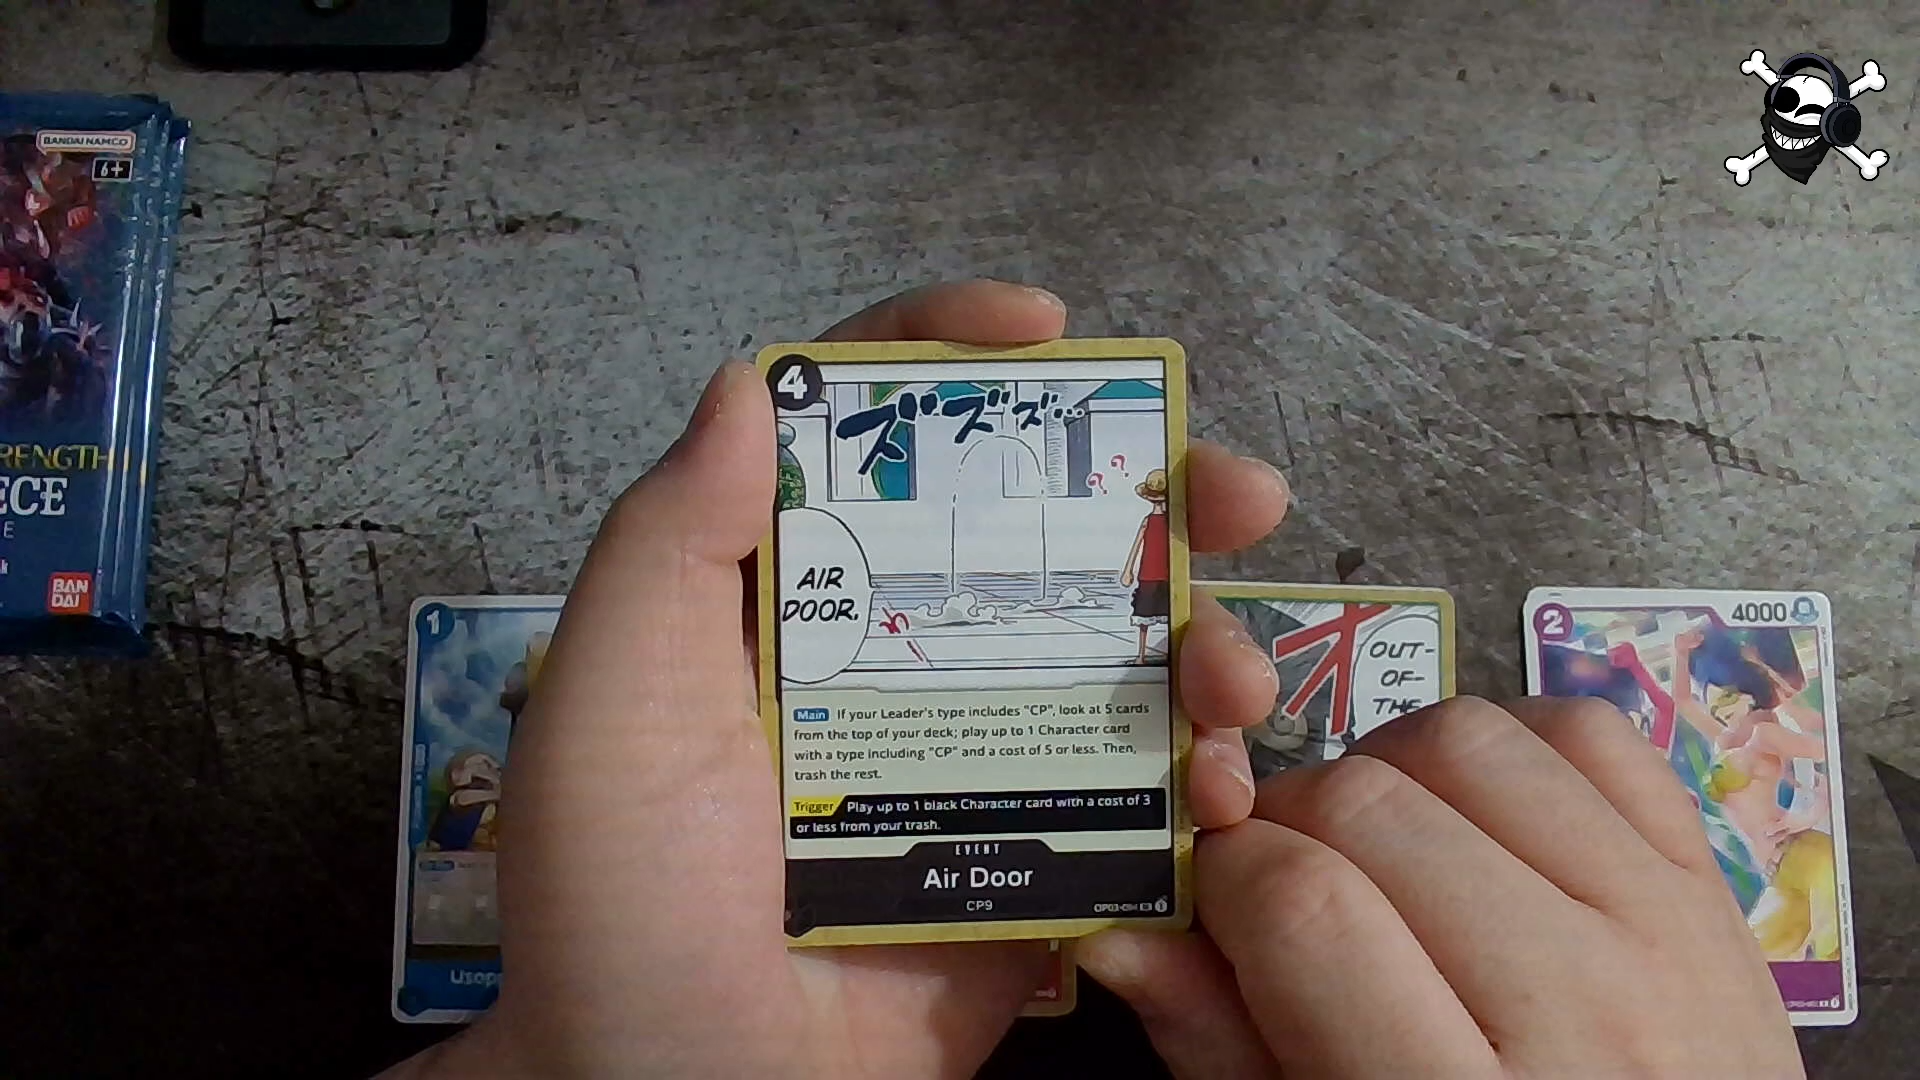 BANDAI NAMCO
6+
RENGTH
ECE
E
BAN
DAI
4
ズズズ…
? ?
AIR
DOOR.
Main If your Leader's type includes "CP", look at 5 cards
from the top of your deck; play up to 1 Character card
with a type including "CP" and a cost of 5 or less. Then,
trash the rest.
Trigger Play up to 1 black Character card with a cost of 3
or less from your trash.
EVENT
Air Door
CP9
OP03-094
1
Usopp
OUT-
OF-
THE
2
4000